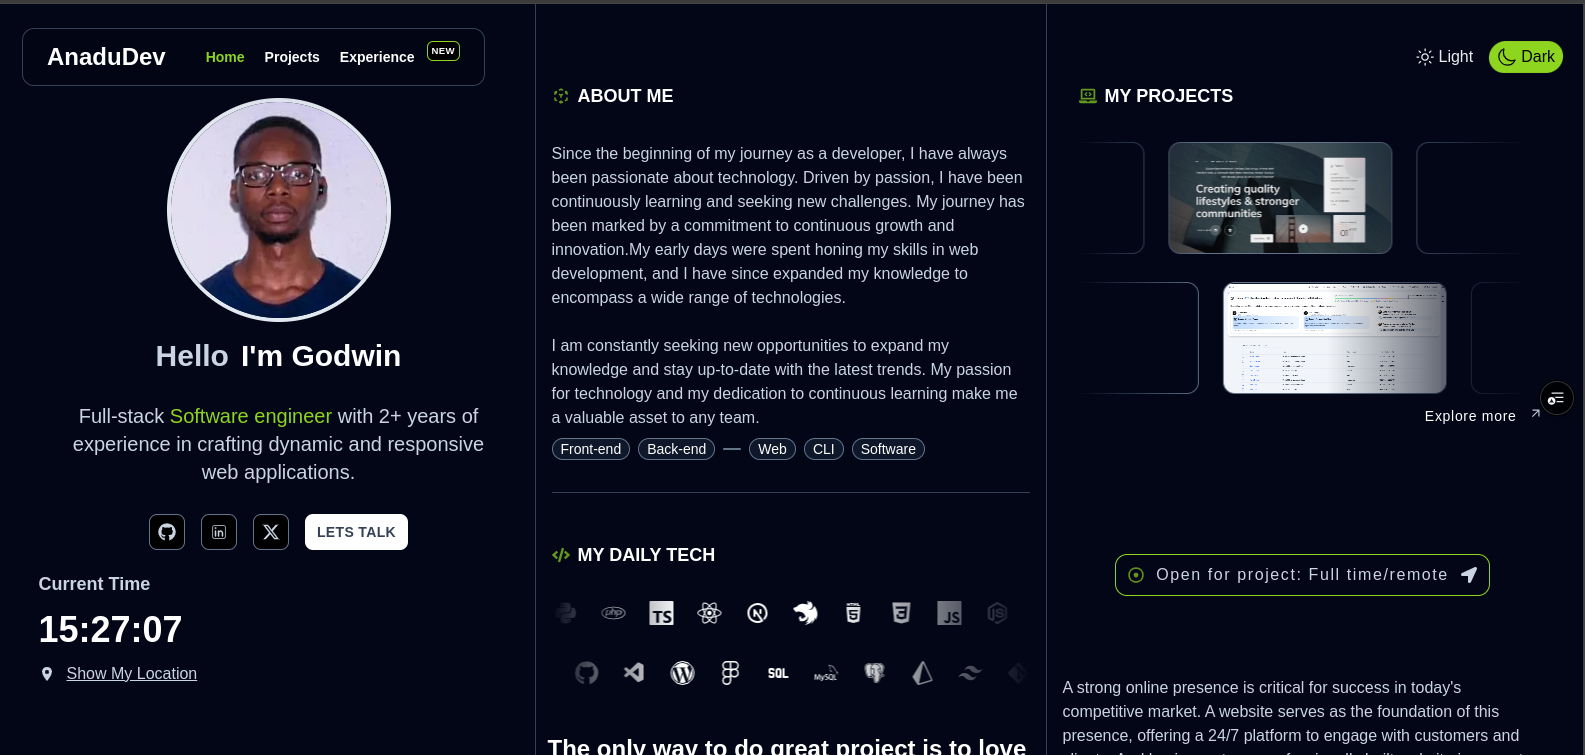 AnaduDev
Home Projects Experience NEW
Hello I'm Godwin
Full-stack Software engineer with 2+ years of
experience in crafting dynamic and responsive
web applications.
LETS TALK
Current Time
15:27:07
Show My Location
ABOUT ME
Since the beginning of my journey as a developer, I have always
been passionate about technology. Driven by passion, I have been
continuously learning and seeking new challenges. My journey has
been marked by a commitment to continuous growth and
innovation.My early days were spent honing my skills in web
development, and I have since expanded my knowledge to
encompass a wide range of technologies.
I am constantly seeking new opportunities to expand my
knowledge and stay up-to-date with the latest trends. My passion
for technology and my dedication to continuous learning make me
a valuable asset to any team.
Front-end Back-end — Web CLI Software
MY DAILY TECH
php TS N 5 3 JS JS
SQL MySQL
The only way to do great project is to love
Light Dark
MY PROJECTS
Creating quality
lifestyles & stronger
communities
01
Explore more
Open for project: Full time/remote
A strong online presence is critical for success in today's
competitive market. A website serves as the foundation of this
presence, offering a 24/7 platform to engage with customers and